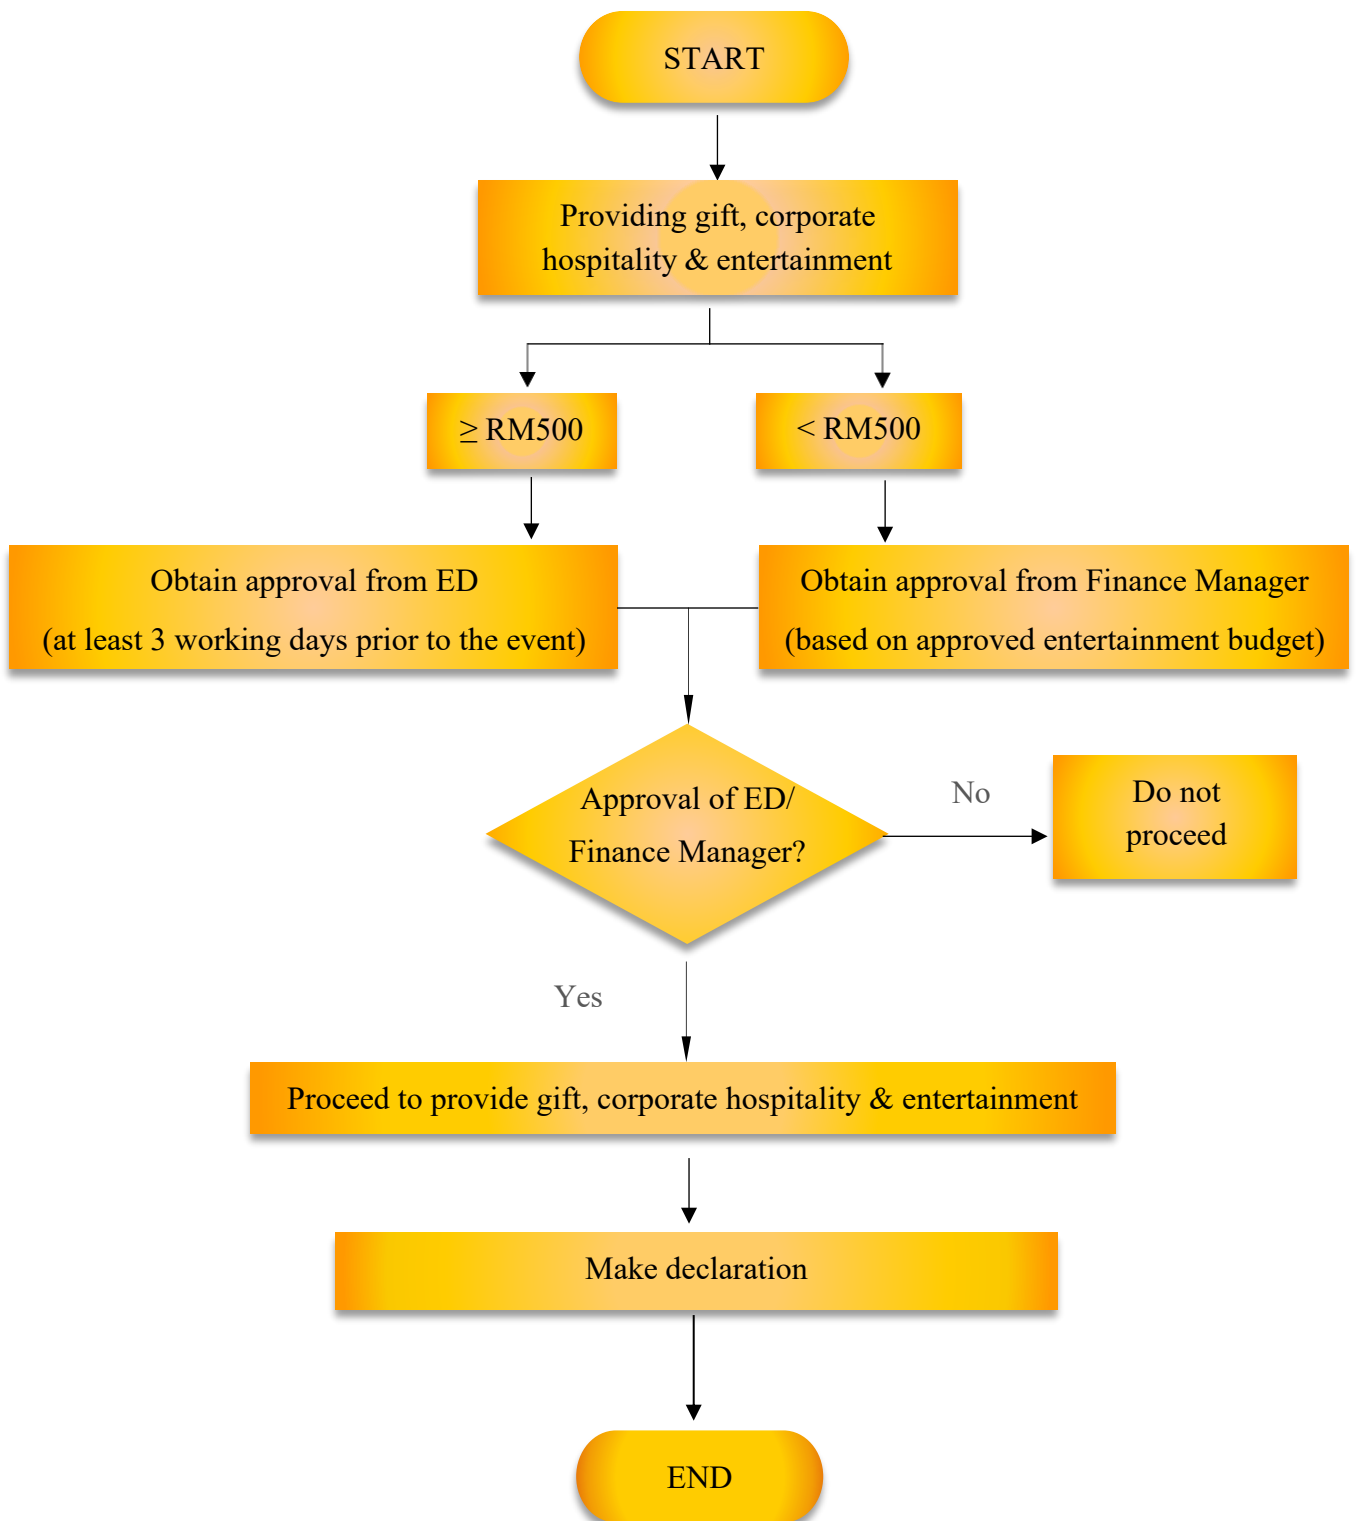 START
Providing gift, corporate
hospitality & entertainment
≥ RM500
< RM500
Obtain approval from ED
(at least 3 working days prior to the event)
Obtain approval from Finance Manager
(based on approved entertainment budget)
Approval of ED/
Finance Manager?
No
Do not
proceed
Yes
Proceed to provide gift, corporate hospitality & entertainment
Make declaration
END